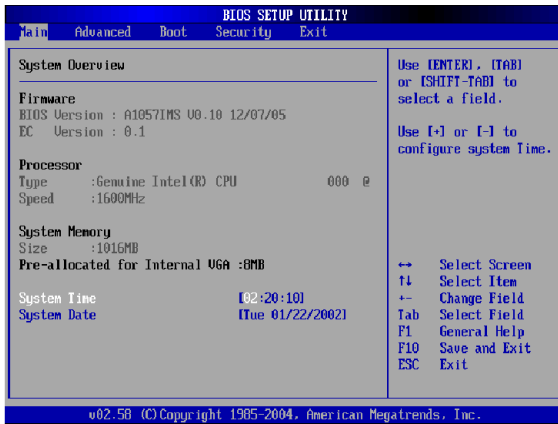 BIOS SETUP UTILITY
Main Advanced Boot Security Exit
System Overview
Firmware
BIOS Version : A1057IMS V0.10 12/07/05
EC Version : 0.1
Processor
Type :Genuine Intel(R) CPU 000 @
Speed :1600MHz
System Memory
Size :1016MB
Pre-allocated for Internal VGA :8MB
System Time [02:20:10]
System Date [Tue 01/22/2002]
Use [ENTER], [TAB]
or [SHIFT-TAB] to
select a field.
Use [+] or [-] to
configure system Time.
↔ Select Screen
↑↓ Select Item
+- Change Field
Tab Select Field
F1 General Help
F10 Save and Exit
ESC Exit
v02.58 (C)Copyright 1985-2004, American Megatrends, Inc.